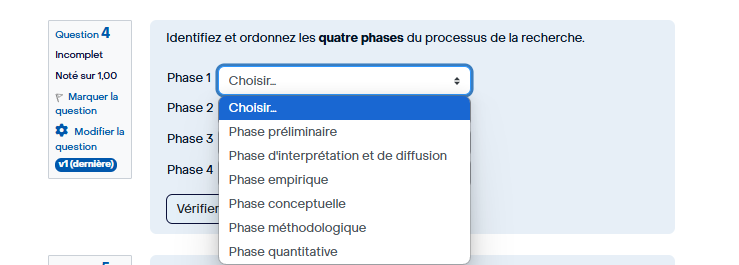 Question 4
Incomplet
Noté sur 1,00
Marquer la
question
Modifier la
question
v1 (dernière)
Identifiez et ordonnez les quatre phases du processus de la recherche.
Phase 1 Choisir...
Phase 2
Phase 3
Phase 4
Choisir...
Phase préliminaire
Phase d'interprétation et de diffusion
Phase empirique
Phase conceptuelle
Phase méthodologique
Phase quantitative
Vérifier